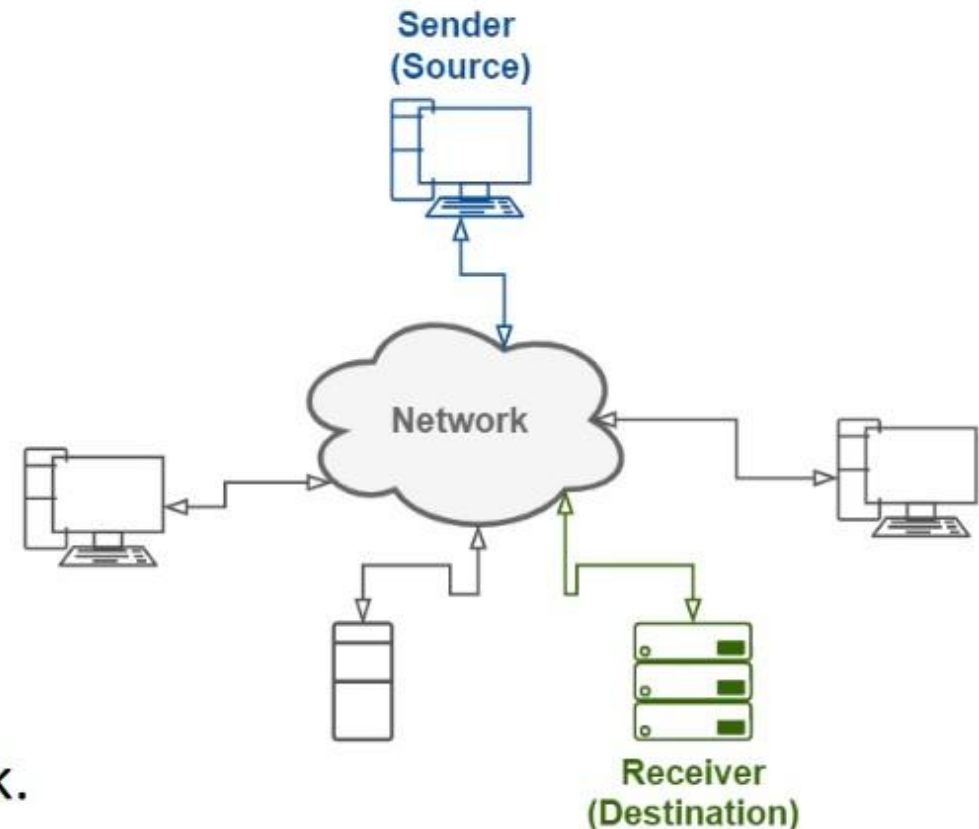 Sender
(Source)
Network
k.
Receiver
(Destination)